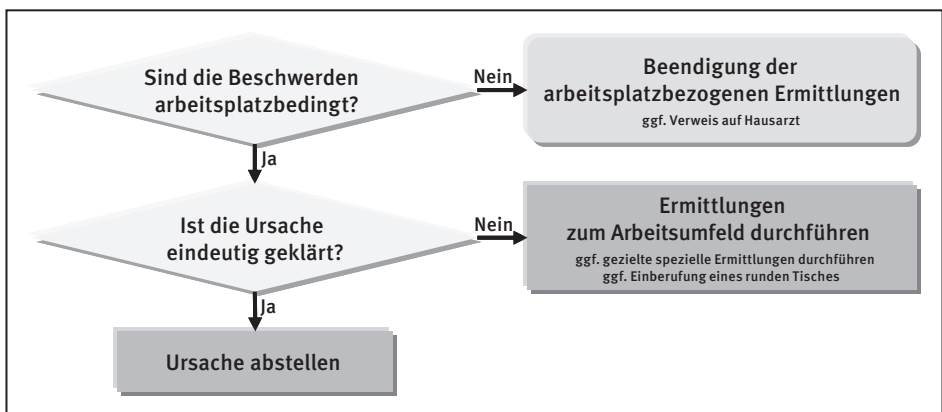 Sind die Beschwerden
arbeitsplatzbedingt?
Nein
Beendigung der
arbeitsplatzbezogenen Ermittlungen
ggf. Verweis auf Hausarzt
Ja
Ist die Ursache
eindeutig geklärt?
Nein
Ermittlungen
zum Arbeitsumfeld durchführen
ggf. gezielte spezielle Ermittlungen durchführen
ggf. Einberufung eines runden Tisches
Ja
Ursache abstellen